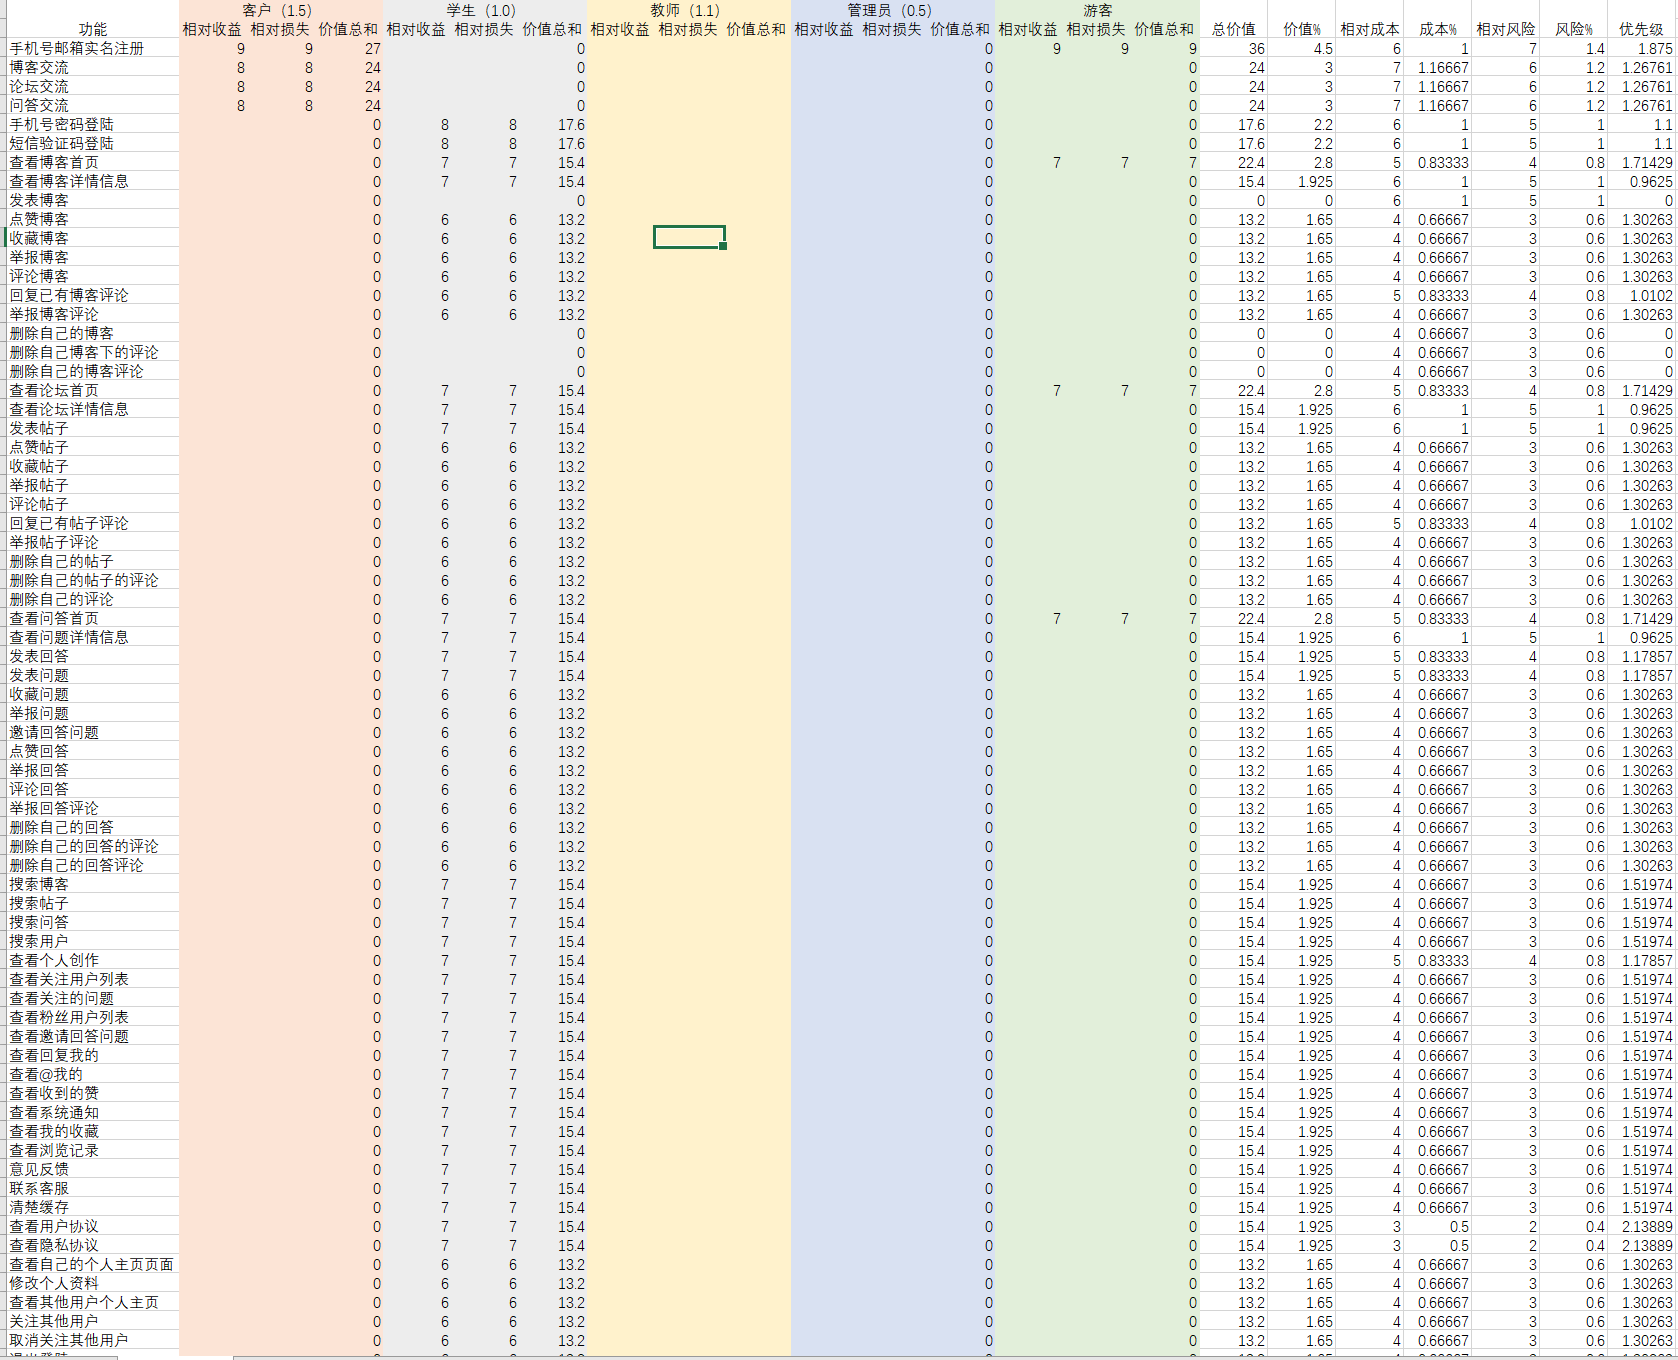 客户（1.5） 学生（1.0） 教师（1.1） 管理员（0.5） 游客
功能 相对收益 相对损失 价值总和 相对收益 相对损失 价值总和 相对收益 相对损失 价值总和 相对收益 相对损失 价值总和 相对收益 相对损失 价值总和 总价值 价值% 相对成本 成本% 相对风险 风险% 优先级
手机号邮箱实名注册 9 9 27 0 0 9 9 9 36 4.5 6 1 7 1.4 1.875
博客交流 8 8 24 0 0 0 24 3 7 1.16667 6 1.2 1.26761
论坛交流 8 8 24 0 0 0 24 3 7 1.16667 6 1.2 1.26761
问答交流 8 8 24 0 0 0 24 3 7 1.16667 6 1.2 1.26761
手机号密码登陆 0 8 8 17.6 0 0 17.6 2.2 6 1 5 1 1.1
短信验证码登陆 0 8 8 17.6 0 0 17.6 2.2 6 1 5 1 1.1
查看博客首页 0 7 7 15.4 0 7 7 7 22.4 2.8 5 0.83333 4 0.8 1.71429
查看博客详情信息 0 7 7 15.4 0 0 15.4 1.925 6 1 5 1 0.9625
发表博客 0 0 0 0 0 0 6 1 5 1 0
点赞博客 0 6 6 13.2 0 0 13.2 1.65 4 0.66667 3 0.6 1.30263
收藏博客 0 6 6 13.2 0 0 13.2 1.65 4 0.66667 3 0.6 1.30263
举报博客 0 6 6 13.2 0 0 13.2 1.65 4 0.66667 3 0.6 1.30263
评论博客 0 6 6 13.2 0 0 13.2 1.65 4 0.66667 3 0.6 1.30263
回复已有博客评论 0 6 6 13.2 0 0 13.2 1.65 5 0.83333 4 0.8 1.0102
举报博客评论 0 6 6 13.2 0 0 13.2 1.65 4 0.66667 3 0.6 1.30263
删除自己的博客 0 0 0 0 0 0 4 0.66667 3 0.6 0
删除自己博客下的评论 0 0 0 0 0 0 4 0.66667 3 0.6 0
删除自己的博客评论 0 0 0 0 0 0 4 0.66667 3 0.6 0
查看论坛首页 0 7 7 15.4 0 7 7 7 22.4 2.8 5 0.83333 4 0.8 1.71429
查看论坛详情信息 0 7 7 15.4 0 0 15.4 1.925 6 1 5 1 0.9625
发表帖子 0 7 7 15.4 0 0 15.4 1.925 6 1 5 1 0.9625
点赞帖子 0 6 6 13.2 0 0 13.2 1.65 4 0.66667 3 0.6 1.30263
收藏帖子 0 6 6 13.2 0 0 13.2 1.65 4 0.66667 3 0.6 1.30263
举报帖子 0 6 6 13.2 0 0 13.2 1.65 4 0.66667 3 0.6 1.30263
评论帖子 0 6 6 13.2 0 0 13.2 1.65 4 0.66667 3 0.6 1.30263
回复已有帖子评论 0 6 6 13.2 0 0 13.2 1.65 5 0.83333 4 0.8 1.0102
举报帖子评论 0 6 6 13.2 0 0 13.2 1.65 4 0.66667 3 0.6 1.30263
删除自己的帖子 0 6 6 13.2 0 0 13.2 1.65 4 0.66667 3 0.6 1.30263
删除自己的帖子的评论 0 6 6 13.2 0 0 13.2 1.65 4 0.66667 3 0.6 1.30263
删除自己的评论 0 6 6 13.2 0 0 13.2 1.65 4 0.66667 3 0.6 1.30263
查看问答首页 0 7 7 15.4 0 7 7 7 22.4 2.8 5 0.83333 4 0.8 1.71429
查看问题详情信息 0 7 7 15.4 0 0 15.4 1.925 6 1 5 1 0.9625
发表回答 0 7 7 15.4 0 0 15.4 1.925 5 0.83333 4 0.8 1.17857
发表问题 0 7 7 15.4 0 0 15.4 1.925 5 0.83333 4 0.8 1.17857
收藏问题 0 6 6 13.2 0 0 13.2 1.65 4 0.66667 3 0.6 1.30263
举报问题 0 6 6 13.2 0 0 13.2 1.65 4 0.66667 3 0.6 1.30263
邀请回答问题 0 6 6 13.2 0 0 13.2 1.65 4 0.66667 3 0.6 1.30263
点赞回答 0 6 6 13.2 0 0 13.2 1.65 4 0.66667 3 0.6 1.30263
举报回答 0 6 6 13.2 0 0 13.2 1.65 4 0.66667 3 0.6 1.30263
评论回答 0 6 6 13.2 0 0 13.2 1.65 4 0.66667 3 0.6 1.30263
举报回答评论 0 6 6 13.2 0 0 13.2 1.65 4 0.66667 3 0.6 1.30263
删除自己的回答 0 6 6 13.2 0 0 13.2 1.65 4 0.66667 3 0.6 1.30263
删除自己的回答的评论 0 6 6 13.2 0 0 13.2 1.65 4 0.66667 3 0.6 1.30263
删除自己的回答评论 0 6 6 13.2 0 0 13.2 1.65 4 0.66667 3 0.6 1.30263
搜索博客 0 7 7 15.4 0 0 15.4 1.925 4 0.66667 3 0.6 1.51974
搜索帖子 0 7 7 15.4 0 0 15.4 1.925 4 0.66667 3 0.6 1.51974
搜索问答 0 7 7 15.4 0 0 15.4 1.925 4 0.66667 3 0.6 1.51974
搜索用户 0 7 7 15.4 0 0 15.4 1.925 4 0.66667 3 0.6 1.51974
查看个人创作 0 7 7 15.4 0 0 15.4 1.925 5 0.83333 4 0.8 1.17857
查看关注用户列表 0 7 7 15.4 0 0 15.4 1.925 4 0.66667 3 0.6 1.51974
查看关注的问题 0 7 7 15.4 0 0 15.4 1.925 4 0.66667 3 0.6 1.51974
查看粉丝用户列表 0 7 7 15.4 0 0 15.4 1.925 4 0.66667 3 0.6 1.51974
查看邀请回答问题 0 7 7 15.4 0 0 15.4 1.925 4 0.66667 3 0.6 1.51974
查看回复我的 0 7 7 15.4 0 0 15.4 1.925 4 0.66667 3 0.6 1.51974
查看@我的 0 7 7 15.4 0 0 15.4 1.925 4 0.66667 3 0.6 1.51974
查看收到的赞 0 7 7 15.4 0 0 15.4 1.925 4 0.66667 3 0.6 1.51974
查看系统通知 0 7 7 15.4 0 0 15.4 1.925 4 0.66667 3 0.6 1.51974
查看我的收藏 0 7 7 15.4 0 0 15.4 1.925 4 0.66667 3 0.6 1.51974
查看浏览记录 0 7 7 15.4 0 0 15.4 1.925 4 0.66667 3 0.6 1.51974
意见反馈 0 7 7 15.4 0 0 15.4 1.925 4 0.66667 3 0.6 1.51974
联系客服 0 7 7 15.4 0 0 15.4 1.925 4 0.66667 3 0.6 1.51974
清楚缓存 0 7 7 15.4 0 0 15.4 1.925 4 0.66667 3 0.6 1.51974
查看用户协议 0 7 7 15.4 0 0 15.4 1.925 3 0.5 2 0.4 2.13889
查看隐私协议 0 7 7 15.4 0 0 15.4 1.925 3 0.5 2 0.4 2.13889
查看自己的个人主页页面 0 6 6 13.2 0 0 13.2 1.65 4 0.66667 3 0.6 1.30263
修改个人资料 0 6 6 13.2 0 0 13.2 1.65 4 0.66667 3 0.6 1.30263
查看其他用户个人主页 0 6 6 13.2 0 0 13.2 1.65 4 0.66667 3 0.6 1.30263
关注其他用户 0 6 6 13.2 0 0 13.2 1.65 4 0.66667 3 0.6 1.30263
取消关注其他用户 0 6 6 13.2 0 0 13.2 1.65 4 0.66667 3 0.6 1.30263